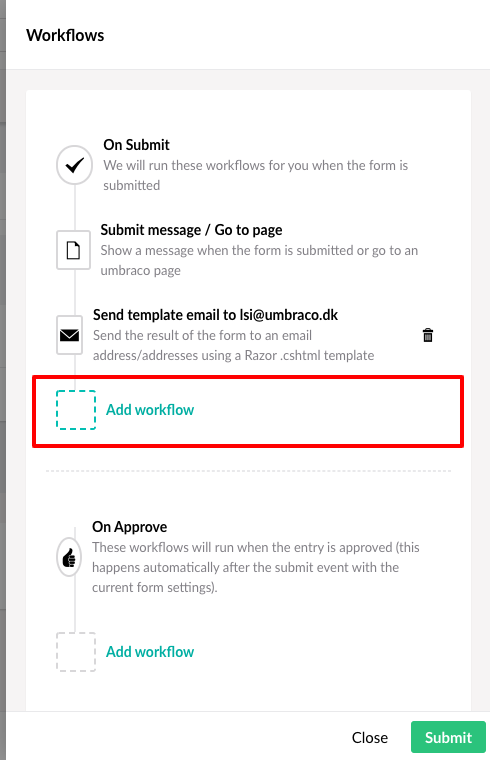 Workflows
On Submit
We will run these workflows for you when the form is
submitted
Submit message / Go to page
Show a message when the form is submitted or go to an
umbraco page
Send template email to lsi@umbraco.dk
Send the result of the form to an email
address/addresses using a Razor .cshtml template
Add workflow
On Approve
These workflows will run when the entry is approved (this
happens automatically after the submit event with the
current form settings).
Add workflow
Close
Submit